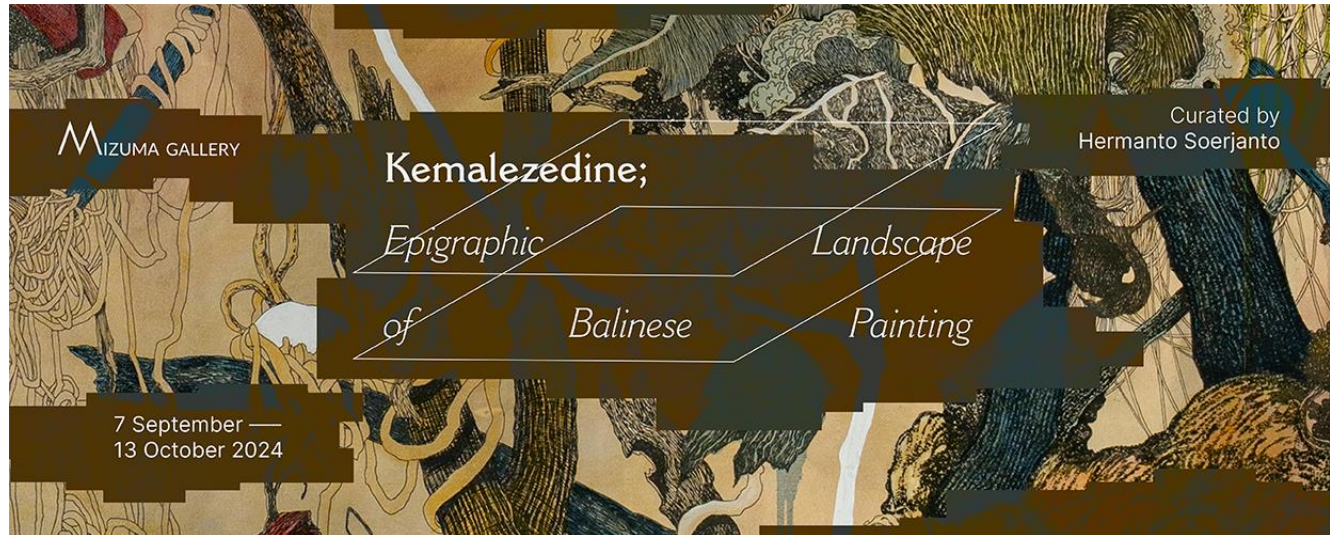 MIZUMA GALLERY
Curated by
Hermanto Soerjanto
Kemalezedine;
Epigraphic Landscape
of Balinese Painting
7 September —
13 October 2024